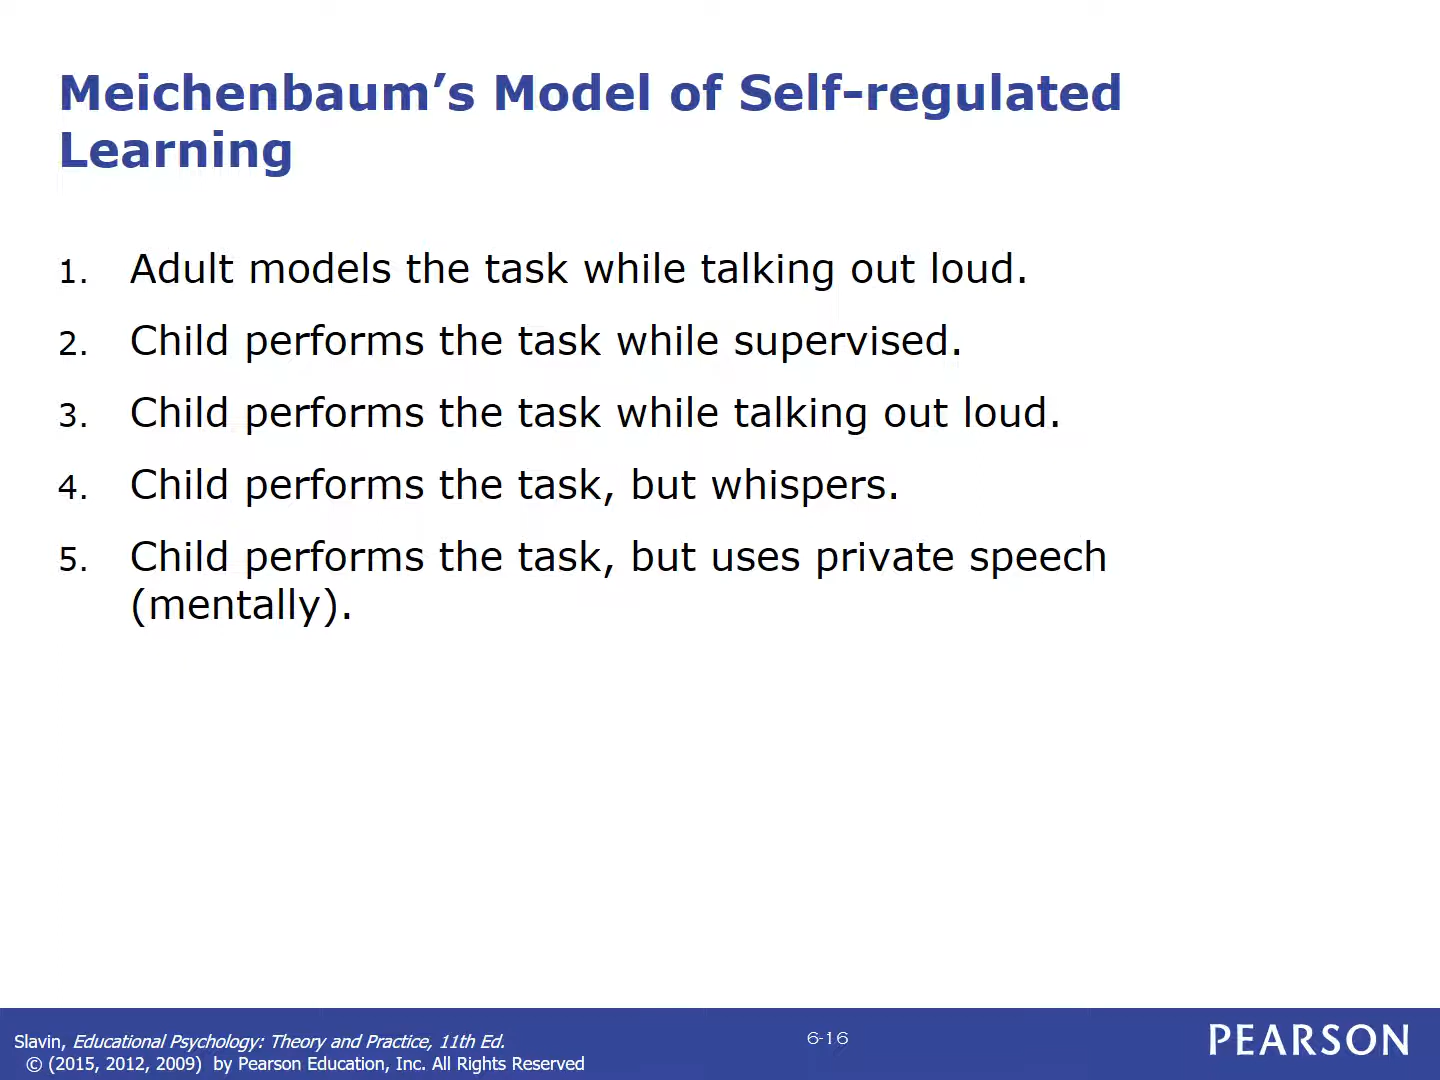 Meichenbaum’s Model of Self-regulated
Learning
1. Adult models the task while talking out loud.
2. Child performs the task while supervised.
3. Child performs the task while talking out loud.
4. Child performs the task, but whispers.
5. Child performs the task, but uses private speech
(mentally).
Slavin, Educational Psychology: Theory and Practice, 11th Ed.
© (2015, 2012, 2009) by Pearson Education, Inc. All Rights Reserved
6-16
PEARSON